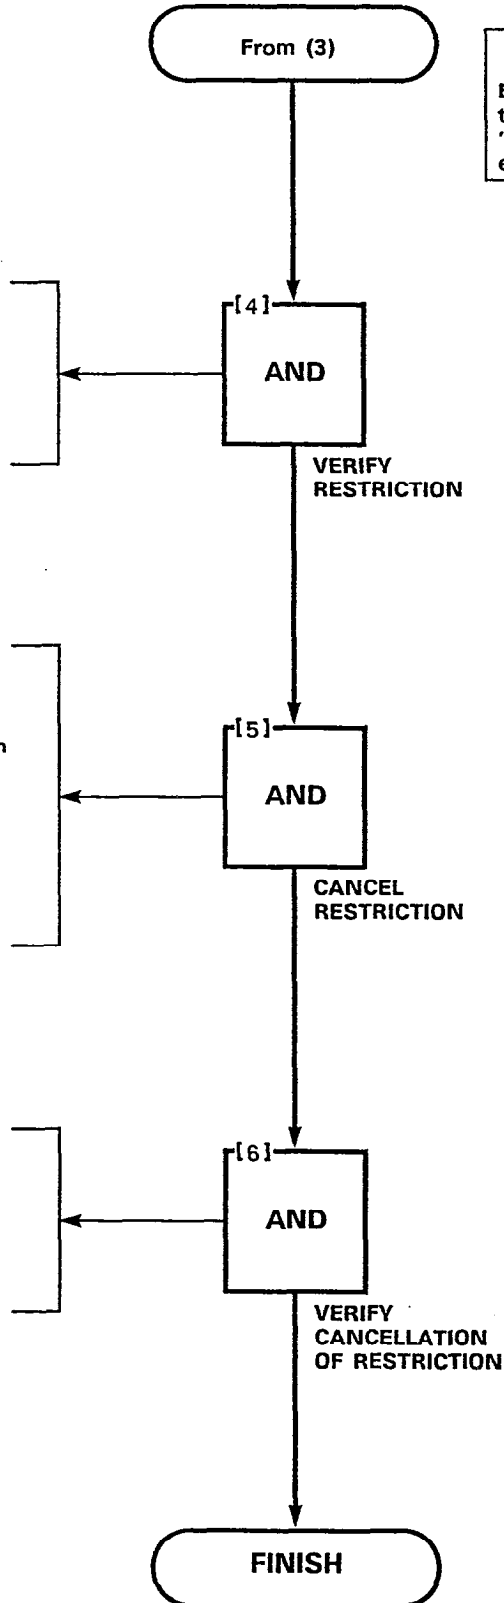 From (3)
[4]
AND
VERIFY
RESTRICTION
[5]
AND
CANCEL
RESTRICTION
[6]
AND
VERIFY
CANCELLATION
OF RESTRICTION
FINISH